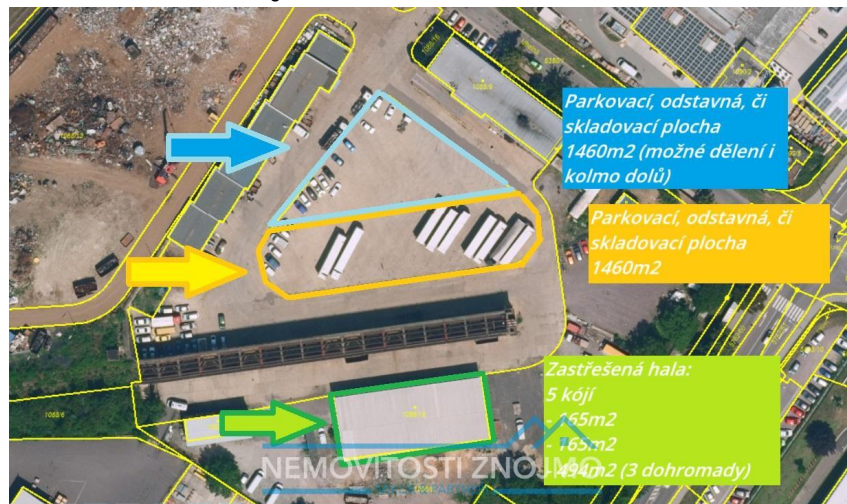 Parkovací, odstavná, či
skladovací plocha
1460m2 (možné dělení i
kolmo dolů)
Parkovací, odstavná, či
skladovací plocha
1460m2
Zastřešená hala:
5 kójí
- 165m2
- 165m2
- 494m2 (3 dohromady)
NEMOVITOSTI ZNOJMO